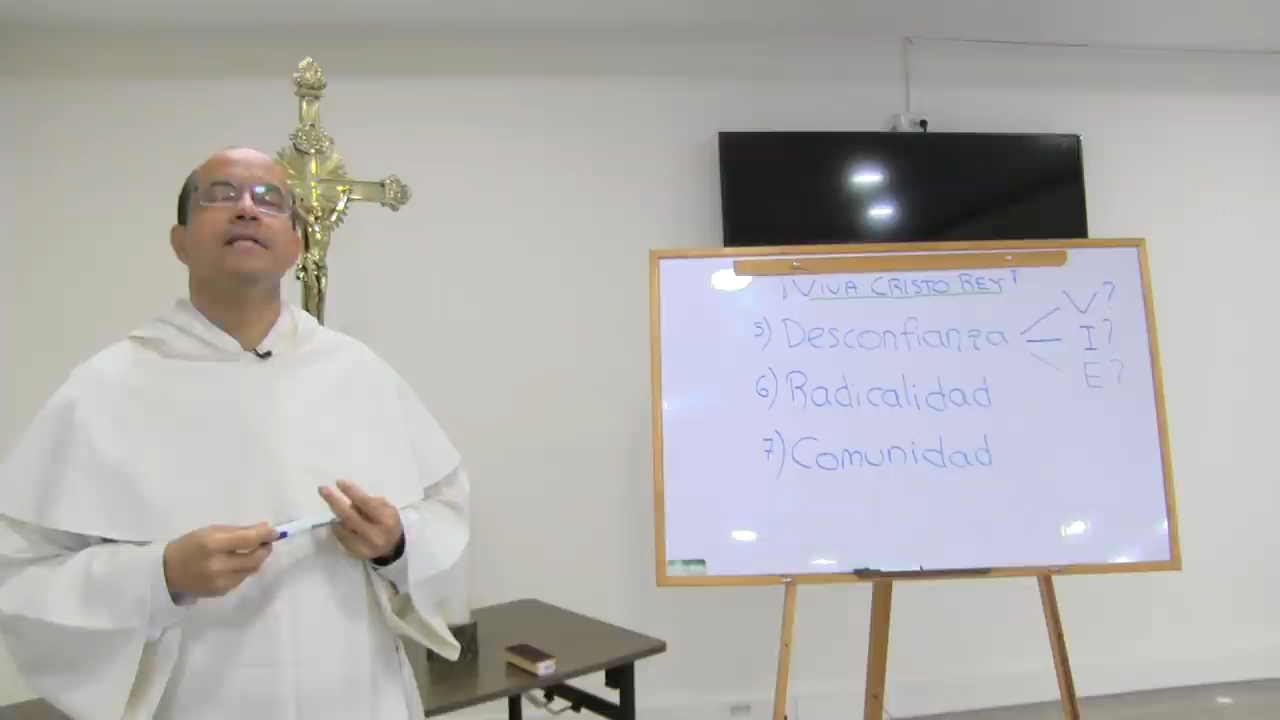 ¡VIVA CRISTO REY!
5) Desconfianza V?
I?
E?
6) Radicalidad
7) Comunidad